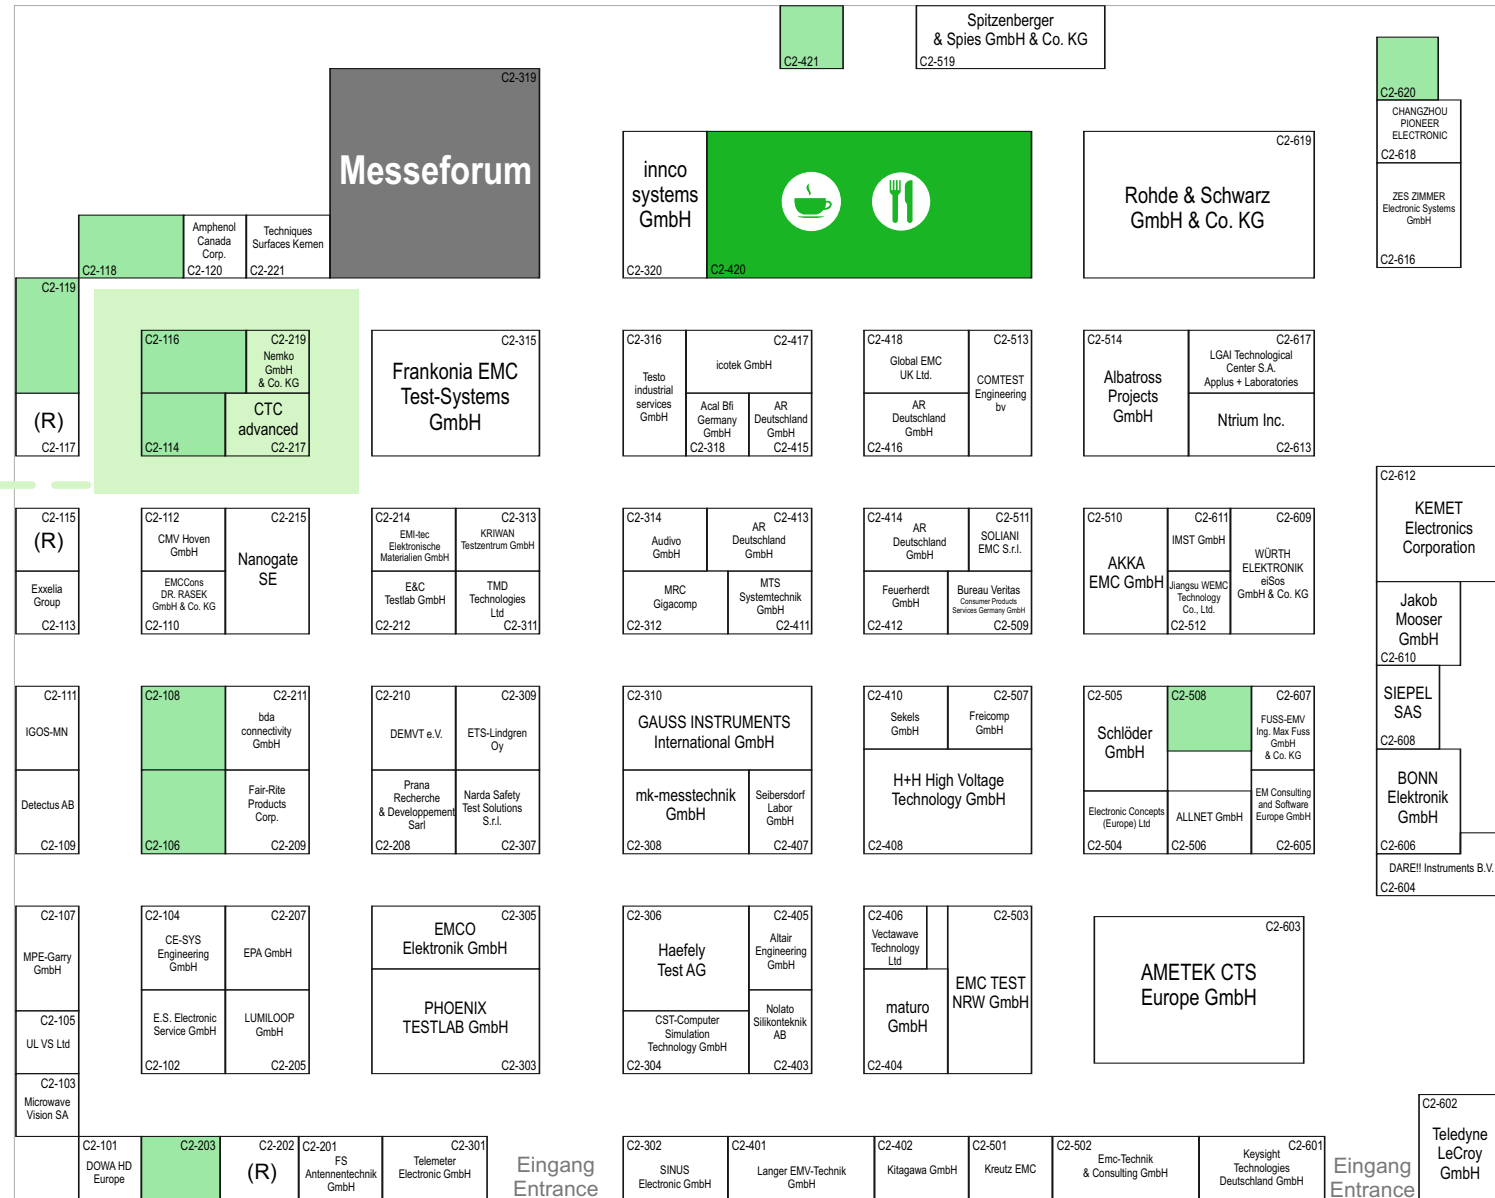 C2-421
Spitzenberger
& Spies GmbH & Co. KG
C2-519
C2-620
CHANGZHOU
PIONEER
ELECTRONIC
C2-618
ZES ZIMMER
Electronic Systems
GmbH
C2-616
C2-319
Messeforum
innco
systems
GmbH
C2-320
C2-420
C2-619
Rohde & Schwarz
GmbH & Co. KG
C2-118
Amphenol
Canada
Corp.
C2-120
Techniques
Surfaces Kernen
C2-221
C2-119
(R)
C2-117
C2-116
C2-219
Nemko
GmbH
& Co. KG
CTC
advanced
C2-114
C2-217
C2-315
Frankonia EMC
Test-Systems
GmbH
C2-316
Testo
industrial
services
GmbH
C2-417
icotek GmbH
Acal Bfi
Germany
GmbH
C2-318
AR
Deutschland
GmbH
C2-415
C2-418
Global EMC
UK Ltd.
AR
Deutschland
GmbH
C2-416
C2-513
COMTEST
Engineering
bv
C2-514
Albatross
Projects
GmbH
C2-617
LGAI Technological
Center S.A.
Applus + Laboratories
Ntrium Inc.
C2-613
C2-612
KEMET
Electronics
Corporation
C2-115
(R)
Exxelia
Group
C2-113
C2-112
CMV Hoven
GmbH
EMCCons
DR. RASEK
GmbH & Co. KG
C2-110
C2-215
Nanogate
SE
C2-214
EMI-tec
Elektronische
Materialien GmbH
C2-313
KRIWAN
Testzentrum GmbH
E&C
Testlab GmbH
C2-212
TMD
Technologies
Ltd
C2-311
C2-314
Audivo
GmbH
C2-413
AR
Deutschland
GmbH
MRC
Gigacomp
C2-312
MTS
Systemtechnik
GmbH
C2-411
C2-414
AR
Deutschland
GmbH
C2-511
SOLIANI
EMC S.r.l.
Feuerherdt
GmbH
C2-412
Bureau Veritas
Consumer Products
Services Germany GmbH
C2-509
C2-510
AKKA
EMC GmbH
C2-611
IMST GmbH
Jiangsu WEMC
Technology
Co., Ltd.
C2-512
C2-609
WÜRTH
ELEKTRONIK
eiSos
GmbH & Co. KG
Jakob
Mooser
GmbH
C2-610
SIEPEL
SAS
C2-608
BONN
Elektronik
GmbH
C2-606
DARE!! Instruments B.V.
C2-604
C2-111
IGOS-MN
Detectus AB
C2-109
C2-108
C2-106
C2-211
bda
connectivity
GmbH
Fair-Rite
Products
Corp.
C2-209
C2-210
DEMVT e.V.
C2-309
ETS-Lindgren
Oy
Prana
Recherche
& Developpement
Sarl
C2-208
Narda Safety
Test Solutions
S.r.l.
C2-307
C2-310
GAUSS INSTRUMENTS
International GmbH
mk-messtechnik
GmbH
C2-308
Seibersdorf
Labor
GmbH
C2-407
C2-410
Sekels
GmbH
C2-507
Freicomp
GmbH
H+H High Voltage
Technology GmbH
C2-408
C2-505
Schlöder
GmbH
C2-508
C2-607
FUSS-EMV
Ing. Max Fuss
GmbH
& Co. KG
Electronic Concepts
(Europe) Ltd
C2-504
ALLNET GmbH
C2-506
EM Consulting
and Software
Europe GmbH
C2-605
C2-107
MPE-Garry
GmbH
C2-105
UL VS Ltd
C2-103
Microwave
Vision SA
C2-104
CE-SYS
Engineering
GmbH
C2-207
EPA GmbH
E.S. Electronic
Service GmbH
C2-102
LUMILOOP
GmbH
C2-205
C2-305
EMCO
Elektronik GmbH
PHOENIX
TESTLAB GmbH
C2-303
C2-306
Haefely
Test AG
C2-405
Altair
Engineering
GmbH
CST-Computer
Simulation
Technology GmbH
C2-304
Nolato
Silikonteknik
AB
C2-403
C2-406
Vectawave
Technology
Ltd
C2-503
EMC TEST
NRW GmbH
maturo
GmbH
C2-404
C2-603
AMETEK CTS
Europe GmbH
C2-101
DOWA HD
Europe
C2-203
C2-202
(R)
C2-201
FS
Antennentechnik
GmbH
C2-301
Telemeter
Electronic GmbH
Eingang
Entrance
C2-302
SINUS
Electronic GmbH
C2-401
Langer EMV-Technik
GmbH
C2-402
Kitagawa GmbH
C2-501
Kreutz EMC
C2-502
Emc-Technik
& Consulting GmbH
C2-601
Keysight
Technologies
Deutschland GmbH
Eingang
Entrance
C2-602
Teledyne
LeCroy
GmbH